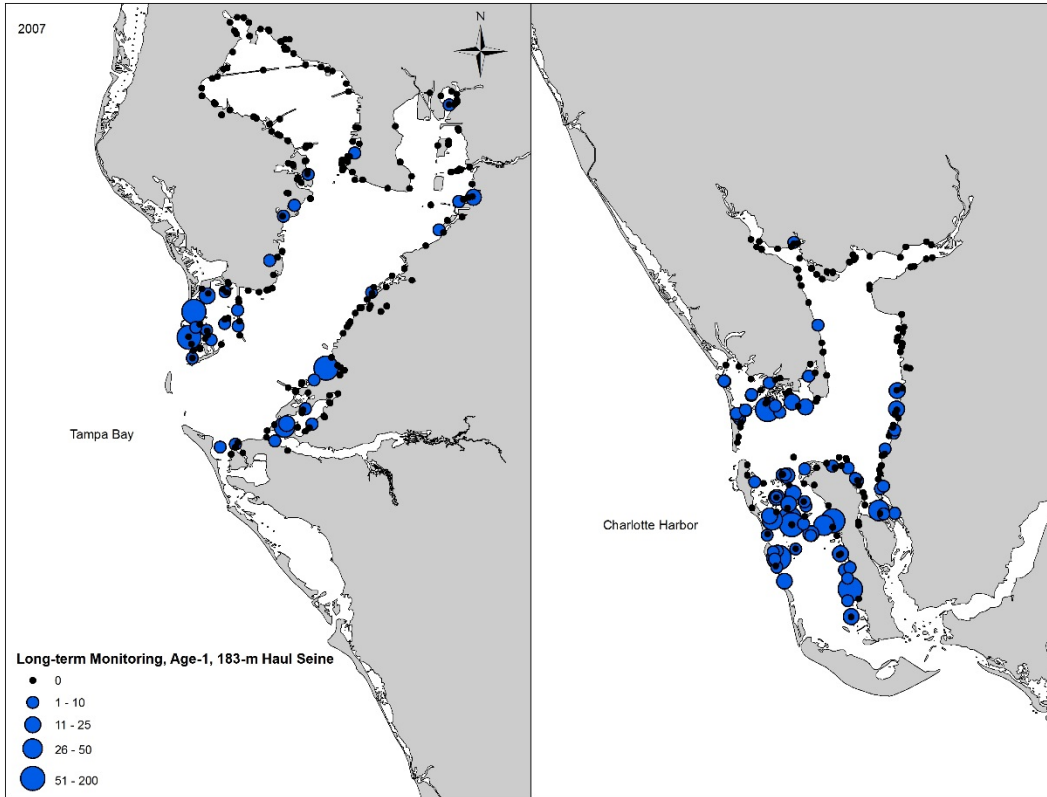 2007
N
Tampa Bay
Charlotte Harbor
Long-term Monitoring, Age-1, 183-m Haul Seine
0
1 - 10
11 - 25
26 - 50
51 - 200